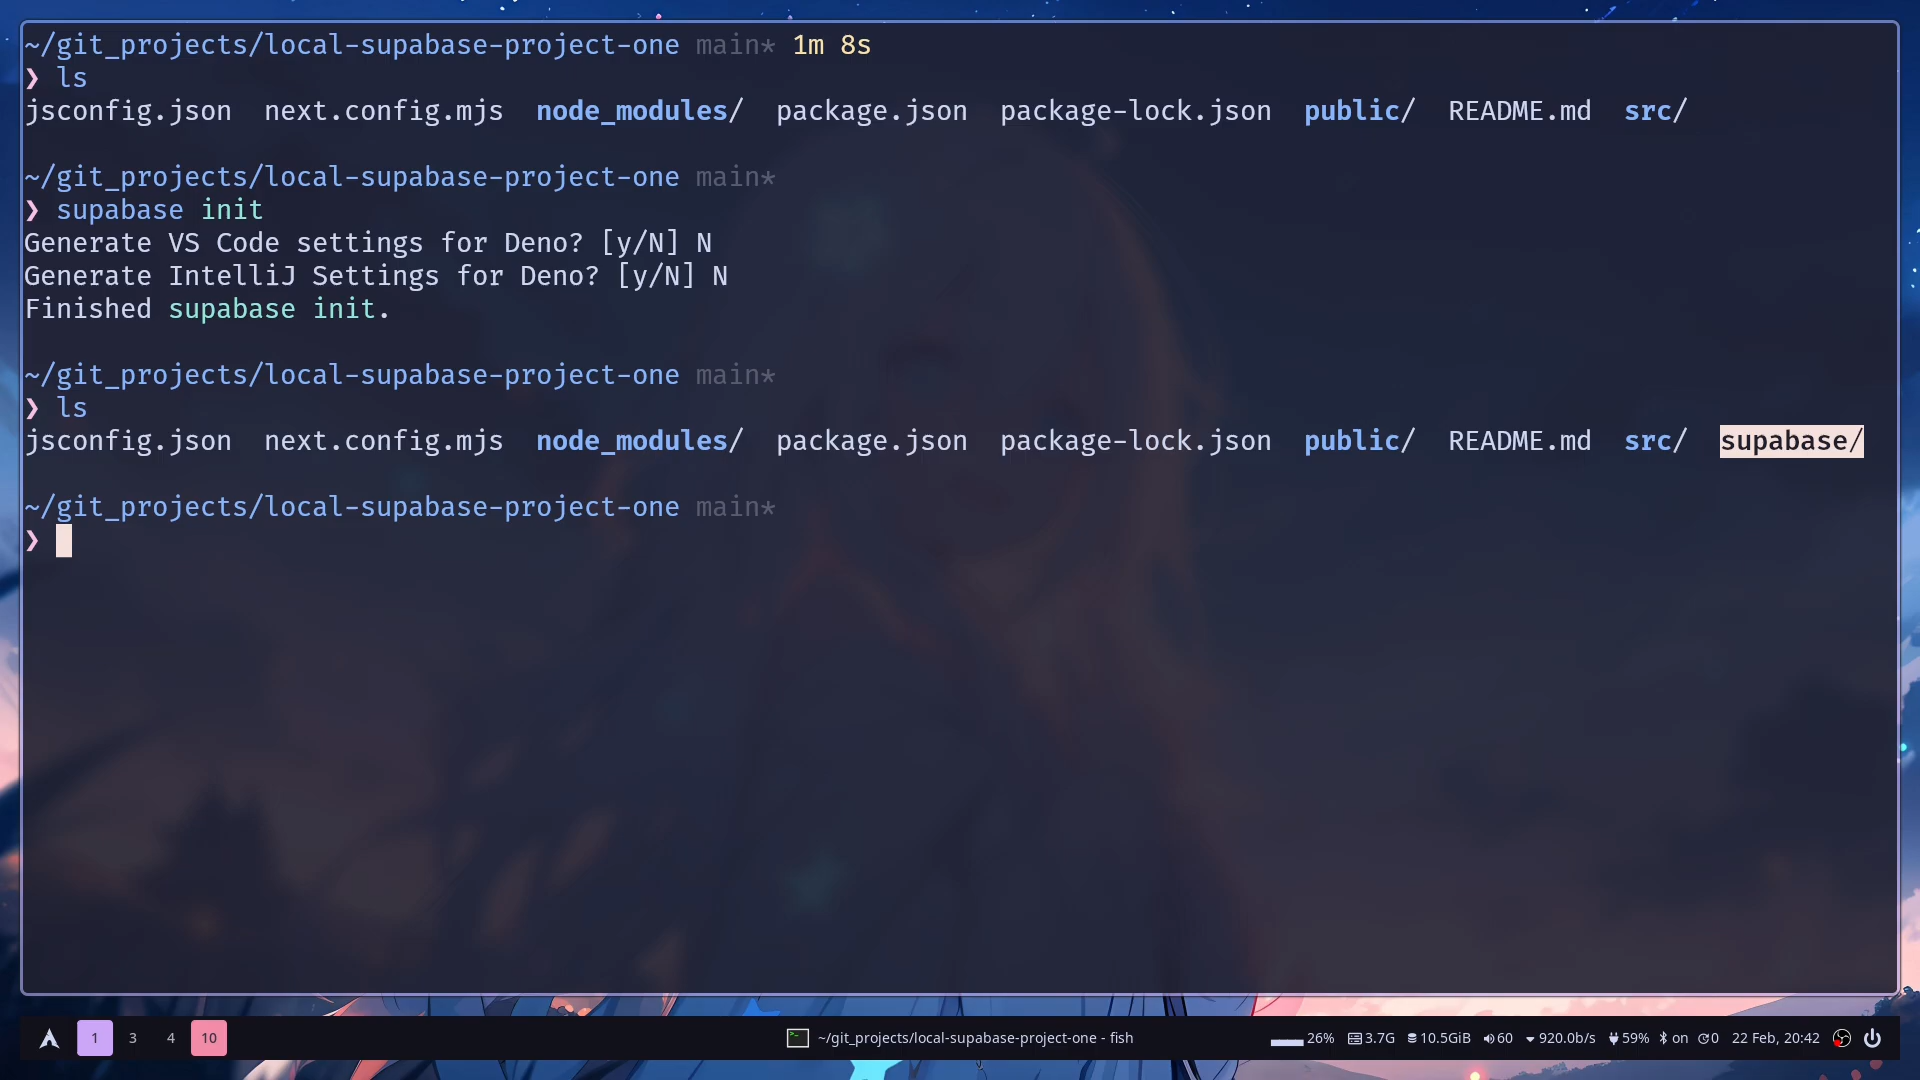 ~/git_projects/local-supabase-project-one main* 1m 8s
❯ ls
jsconfig.json  next.config.mjs  node_modules/  package.json  package-lock.json  public/  README.md  src/
~/git_projects/local-supabase-project-one main*
❯ supabase init
Generate VS Code settings for Deno? [y/N] N
Generate IntelliJ Settings for Deno? [y/N] N
Finished supabase init.
~/git_projects/local-supabase-project-one main*
❯ ls
jsconfig.json  next.config.mjs  node_modules/  package.json  package-lock.json  public/  README.md  src/  supabase/
~/git_projects/local-supabase-project-one main*
❯
1 3 4 10 ~/git_projects/local-supabase-project-one - fish 26% 3.7G 10.5GiB 60 920.0b/s 59% on 0 22 Feb, 20:42